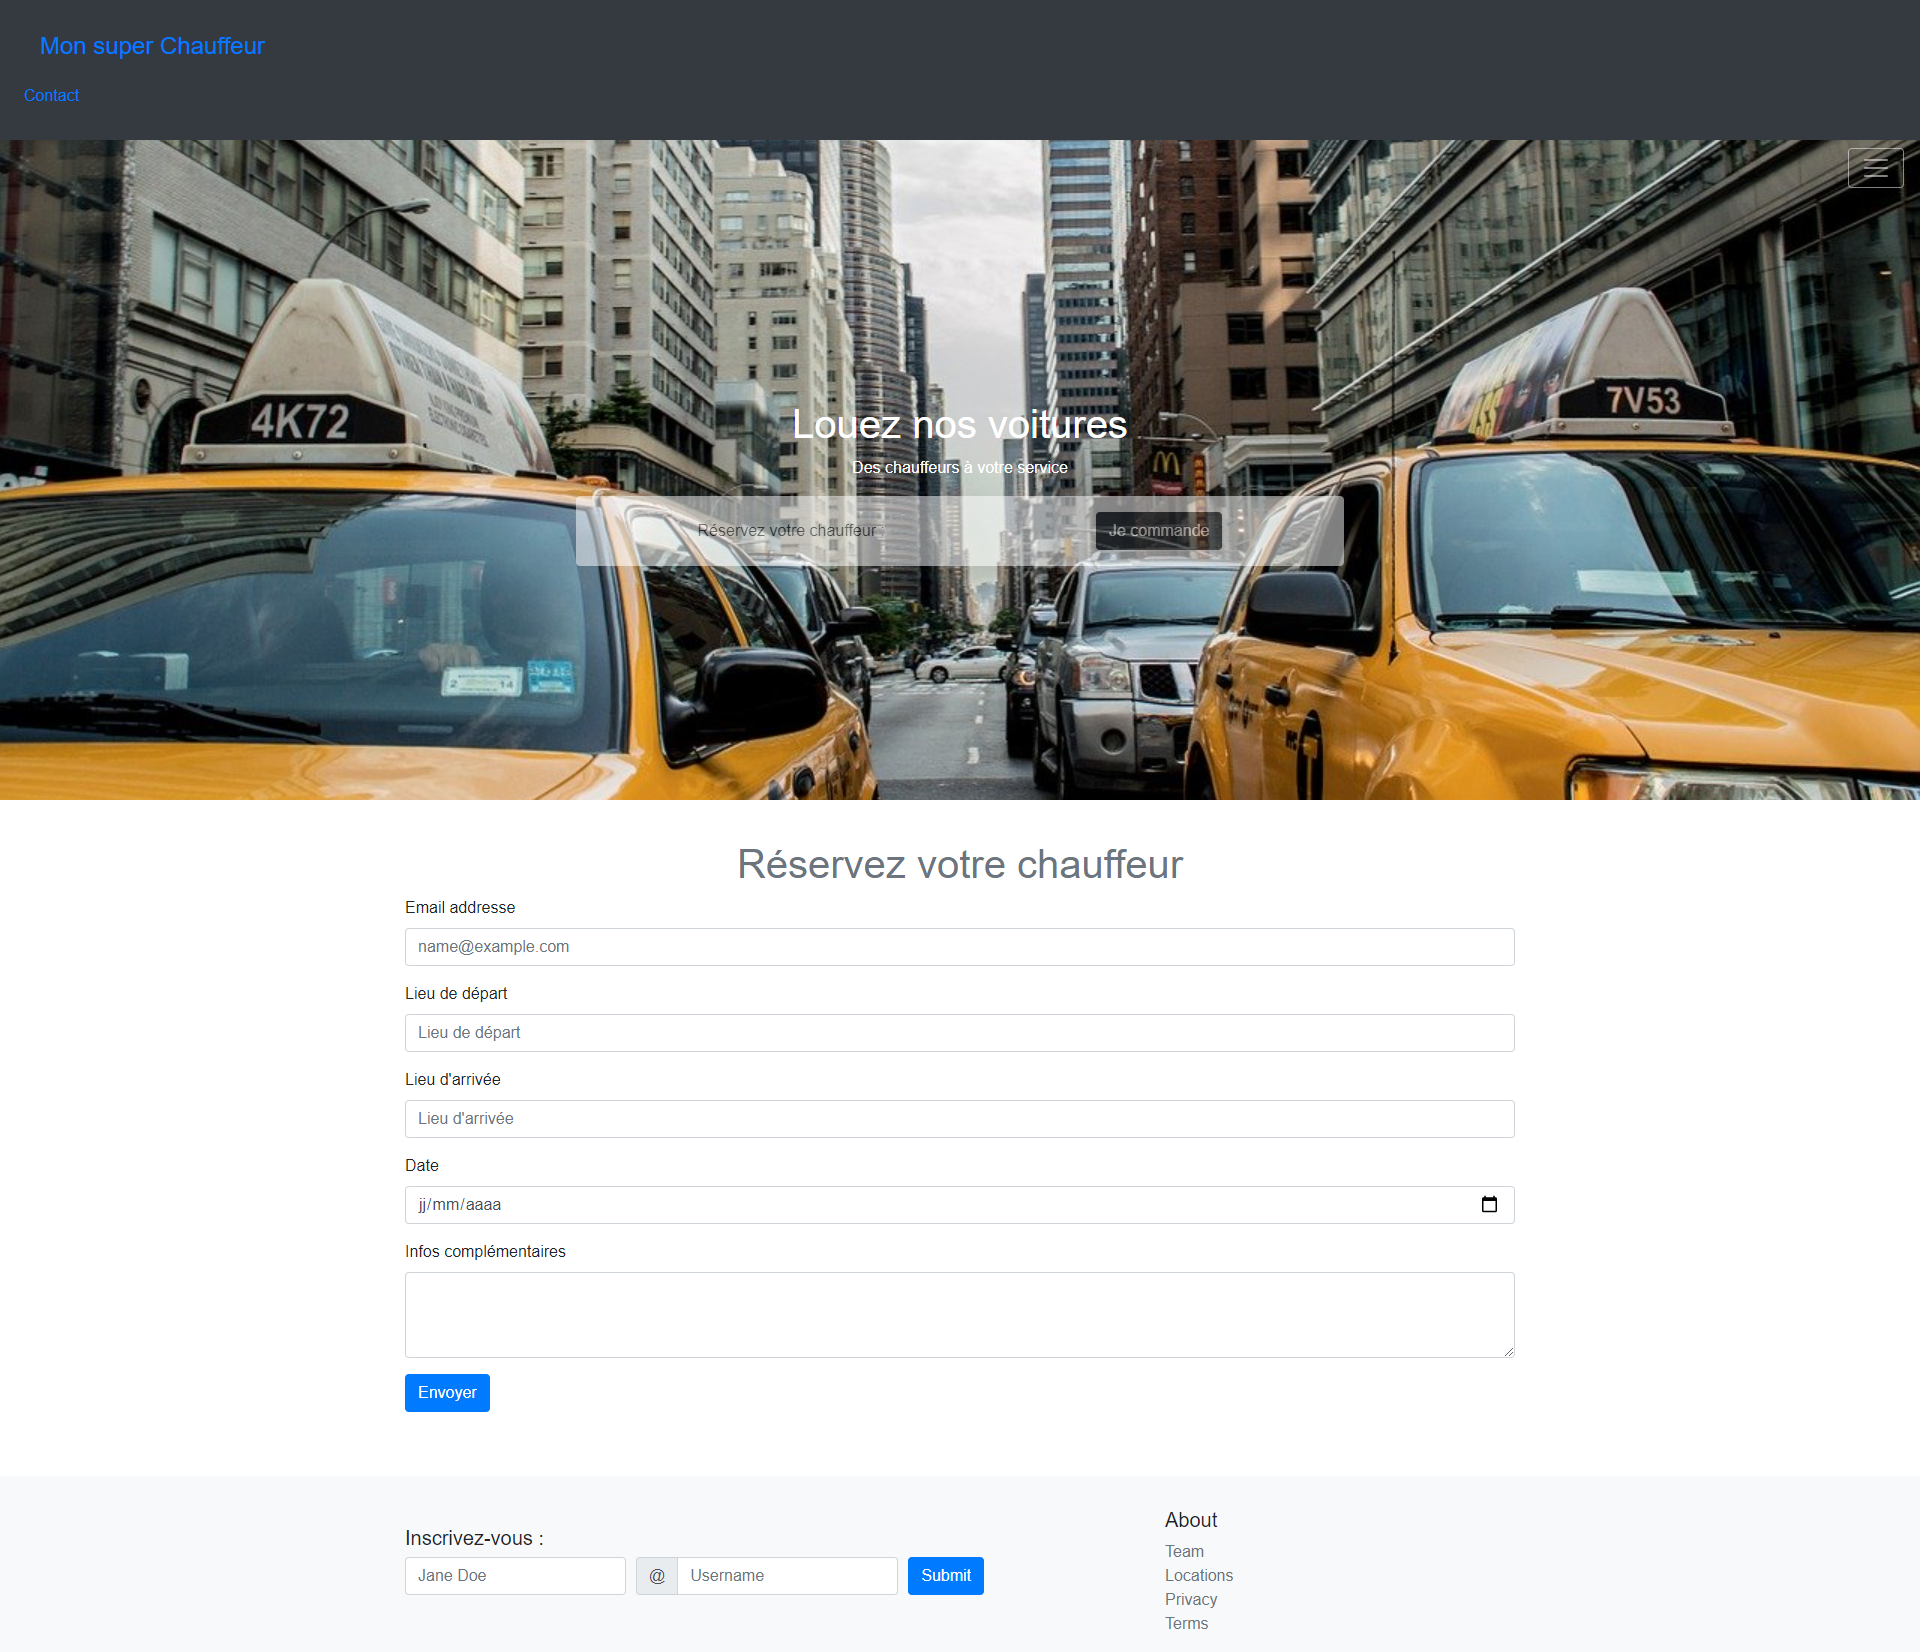 Mon super Chauffeur
Contact
4K72
7V53
Louez nos voitures
Des chauffeurs à votre service
Réservez votre chauffeur
Je commande
2 14
Réservez votre chauffeur
Email addresse
name@example.com
Lieu de départ
Lieu de départ
Lieu d'arrivée
Lieu d'arrivée
Date
jj/mm/aaaa
Infos complémentaires
Envoyer
Inscrivez-vous :
Jane Doe
@ Username
Submit
About
Team
Locations
Privacy
Terms